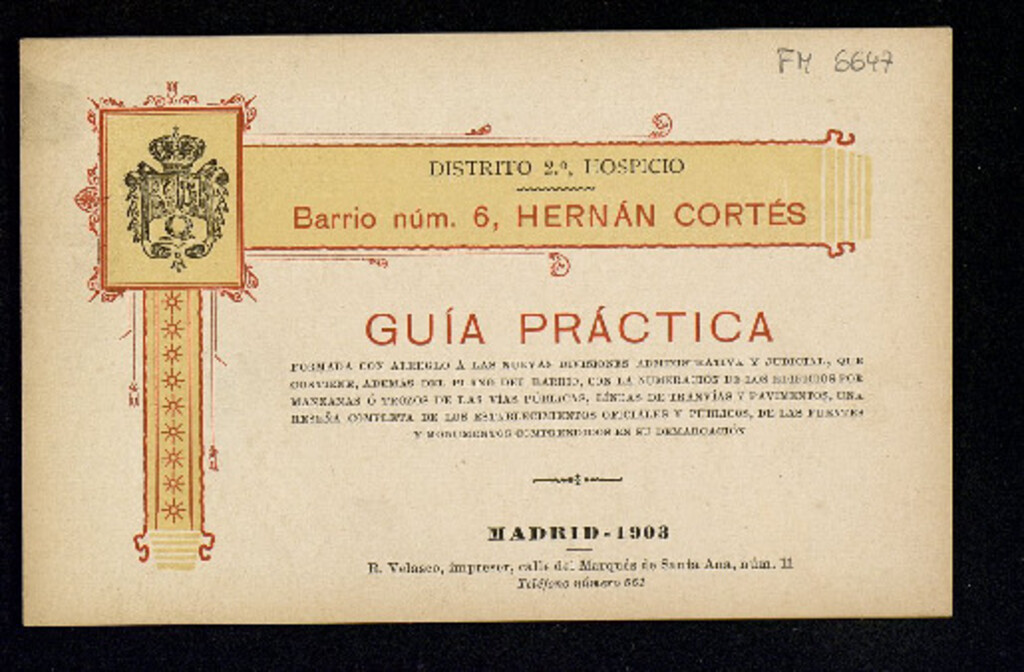 FM 6647
DISTRITO 2.º, HOSPICIO
Barrio núm. 6, HERNÁN CORTÉS
GUÍA PRÁCTICA
FORMADA CON ARREGLO Á LAS NUEVAS DIVISIONES ADMINISTRATIVA Y JUDICIAL, QUE
CONTIENE, ADEMÁS DEL PLANO DEL BARRIO, CON LA NUMERACIÓN DE LOS EDIFICIOS POR
MANZANAS Ó TROZOS DE LAS VÍAS PÚBLICAS, LÍNEAS DE TRANVÍAS Y PAVIMENTOS, UNA
RESEÑA COMPLETA DE LOS ESTABLECIMIENTOS OFICIALES Y PÚBLICOS, DE LAS FUENTES
Y MONUMENTOS COMPRENDIDOS EN SU DEMARCACIÓN
MADRID-1903
R. Velasco, impresor, calle del Marqués de Santa Ana, núm. 11
Teléfono número 551